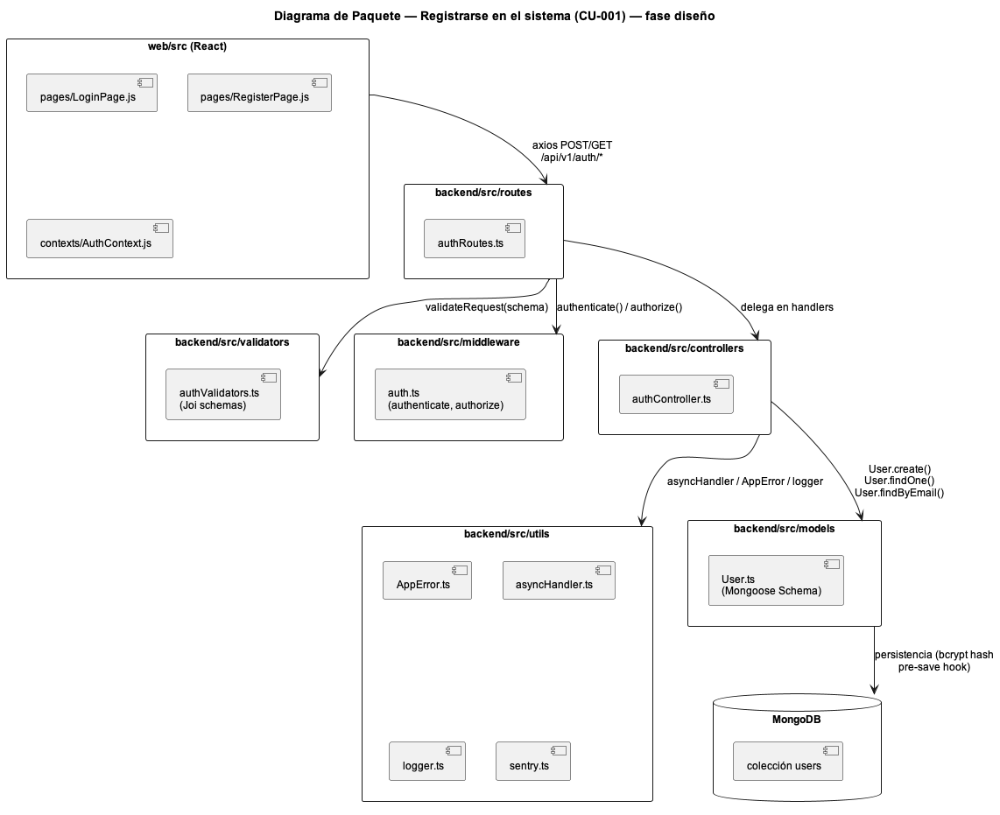 Diagrama de Paquete — Registrarse en el sistema (CU-001) — fase diseño
web/src (React)
pages/LoginPage.js
pages/RegisterPage.js
contexts/AuthContext.js
axios POST/GET
/api/v1/auth/*
backend/src/routes
authRoutes.ts
validateRequest(schema)
authenticate() / authorize()
delega en handlers
backend/src/validators
authValidators.ts
(Joi schemas)
backend/src/middleware
auth.ts
(authenticate, authorize)
backend/src/controllers
authController.ts
asyncHandler / AppError / logger
User.create()
User.findOne()
User.findByEmail()
backend/src/utils
AppError.ts
asyncHandler.ts
logger.ts
sentry.ts
backend/src/models
User.ts
(Mongoose Schema)
persistencia (bcrypt hash
pre-save hook)
MongoDB
colección users